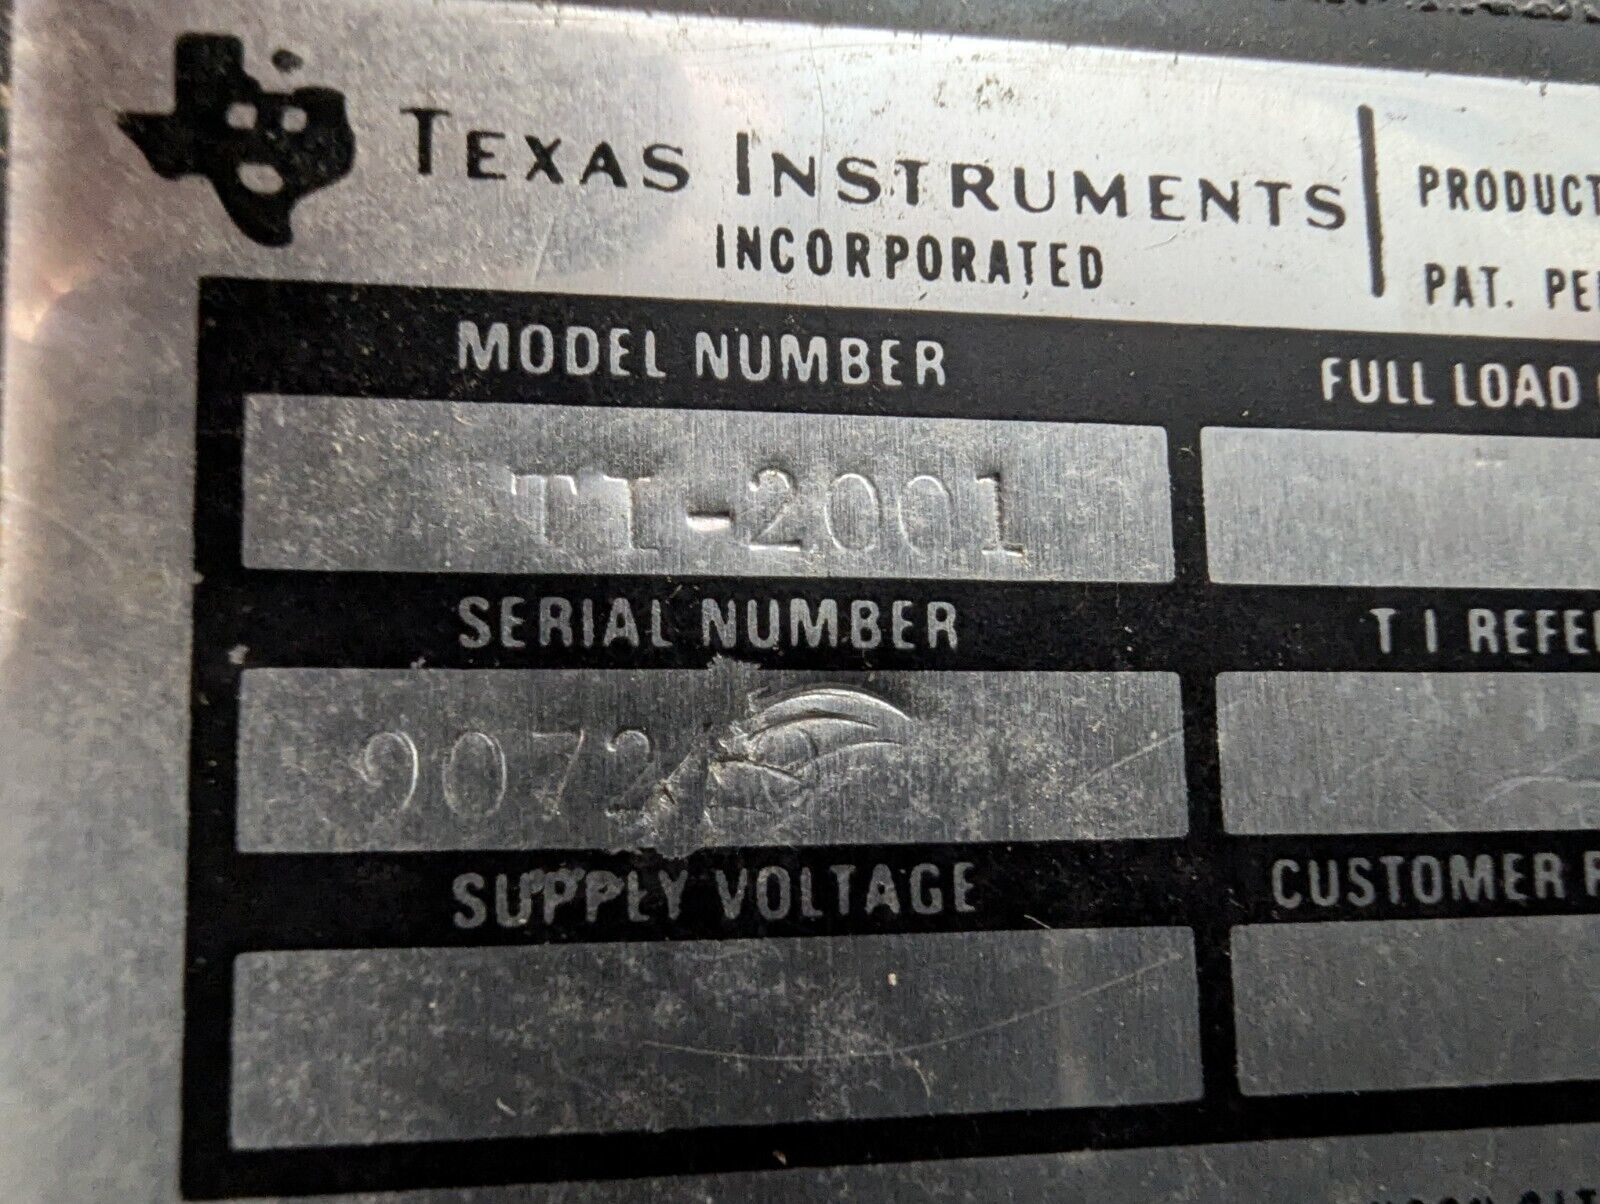 TEXAS INSTRUMENTS
INCORPORATED
PRODUCT
PAT. PE
MODEL NUMBER
FULL LOAD
TI-2001
SERIAL NUMBER
T I REFE
9072
SUPPLY VOLTAGE
CUSTOMER